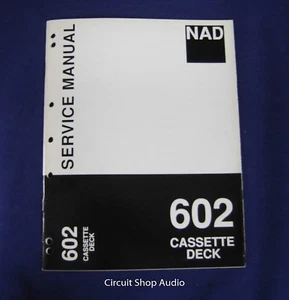 NAD
SERVICE MANUAL
602
CASSETTE
DECK
602
CASSETTE
DECK
Circuit Shop Audio